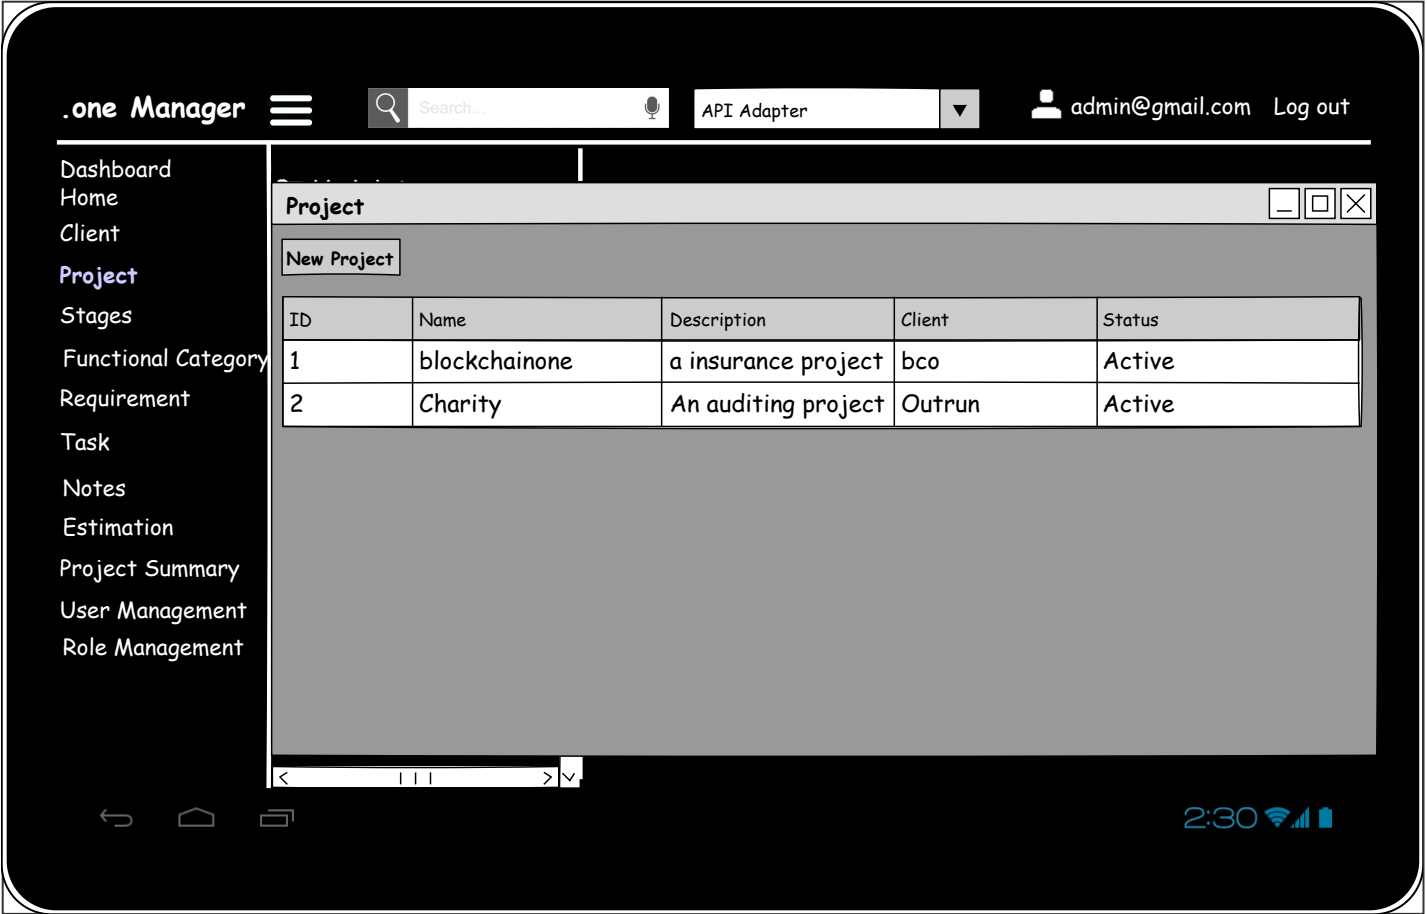 .one Manager
Search...
API Adapter
admin@gmail.com Log out
Dashboard
Home
Client
Project
Stages
Functional Category
Requirement
Task
Notes
Estimation
Project Summary
User Management
Role Management
Project
New Project
ID Name Description Client Status
1 blockchainone a insurance project bco Active
2 Charity An auditing project Outrun Active
2:30